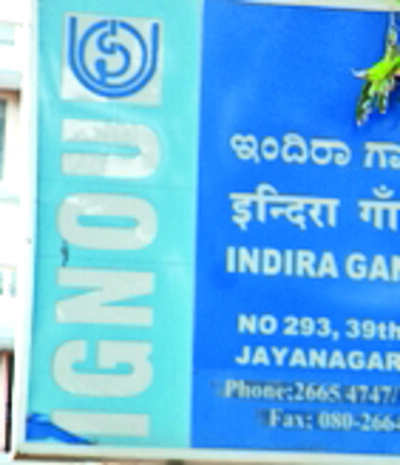 IGNOU
ಇಂದಿರಾ ಗಾ
इन्दिरा गाँ
INDIRA GAN
NO 293, 39th
JAYANAGAR
Phone:2665 4747/
Fax: 080-2664